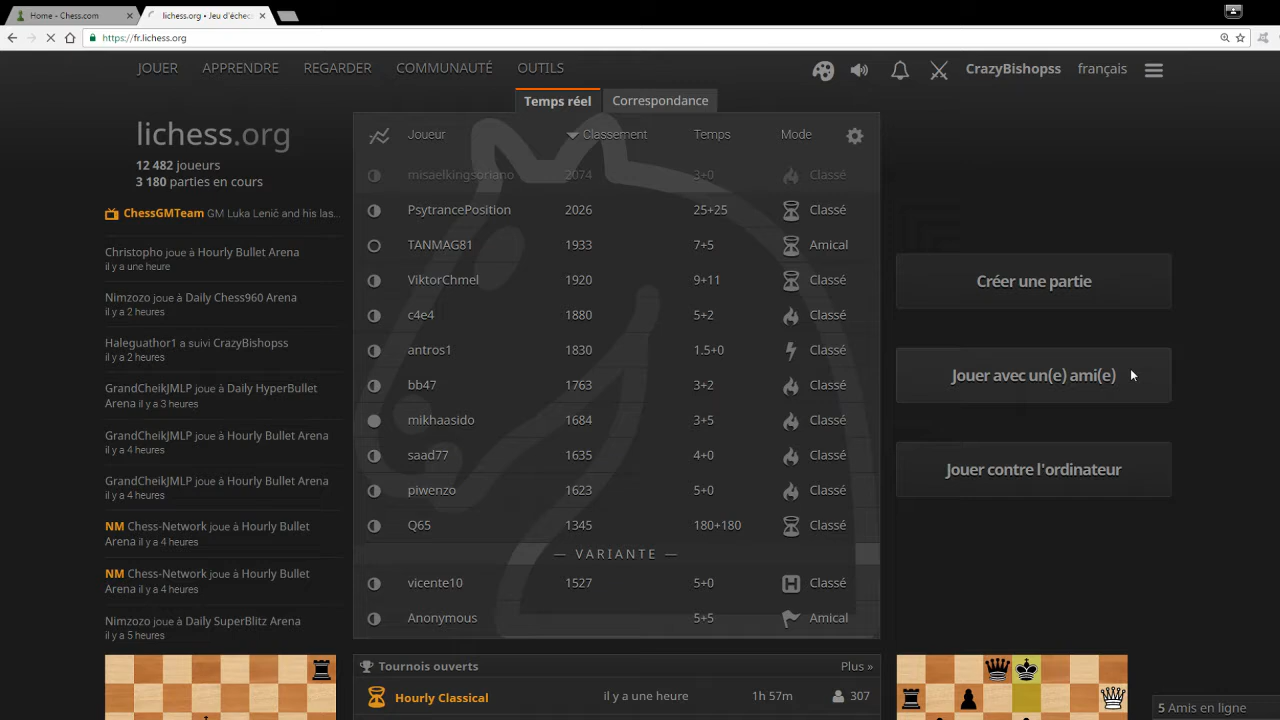 Home - Chess.com
lichess.org • Jeu d'échec
https://fr.lichess.org
JOUER APPRENDRE REGARDER COMMUNAUTÉ OUTILS CrazyBishopss français
Temps réel Correspondance
lichess.org
12 482 joueurs
3 180 parties en cours
ChessGMTeam GM Luka Lenič and his las...
Christopho joue à Hourly Bullet Arena
il y a une heure
Nimzozo joue à Daily Chess960 Arena
il y a 2 heures
Haleguathor1 a suivi CrazyBishopss
il y a 2 heures
GrandCheikJMLP joue à Daily HyperBullet
Arena il y a 3 heures
GrandCheikJMLP joue à Hourly Bullet
Arena il y a 4 heures
GrandCheikJMLP joue à Hourly Bullet
Arena il y a 4 heures
NM Chess-Network joue à Hourly Bullet
Arena il y a 4 heures
NM Chess-Network joue à Hourly Bullet
Arena il y a 4 heures
Nimzozo joue à Daily SuperBlitz Arena
il y a 5 heures
Joueur Classement Temps Mode
misaelkingsoriano 2074 3+0 Classé
PsytrancePosition 2026 25+25 Classé
TANMAG81 1933 7+5 Amical
ViktorChmel 1920 9+11 Classé
c4e4 1880 5+2 Classé
antros1 1830 1.5+0 Classé
bb47 1763 3+2 Classé
mikhaasido 1684 3+5 Classé
saad77 1635 4+0 Classé
piwenzo 1623 5+0 Classé
Q65 1345 180+180 Classé
— VARIANTE —
vicente10 1527 5+0 Classé
Anonymous 5+5 Amical
Tournois ouverts Plus »
Hourly Classical il y a une heure 1h 57m 307
Créer une partie
Jouer avec un(e) ami(e)
Jouer contre l'ordinateur
5 Amis en ligne